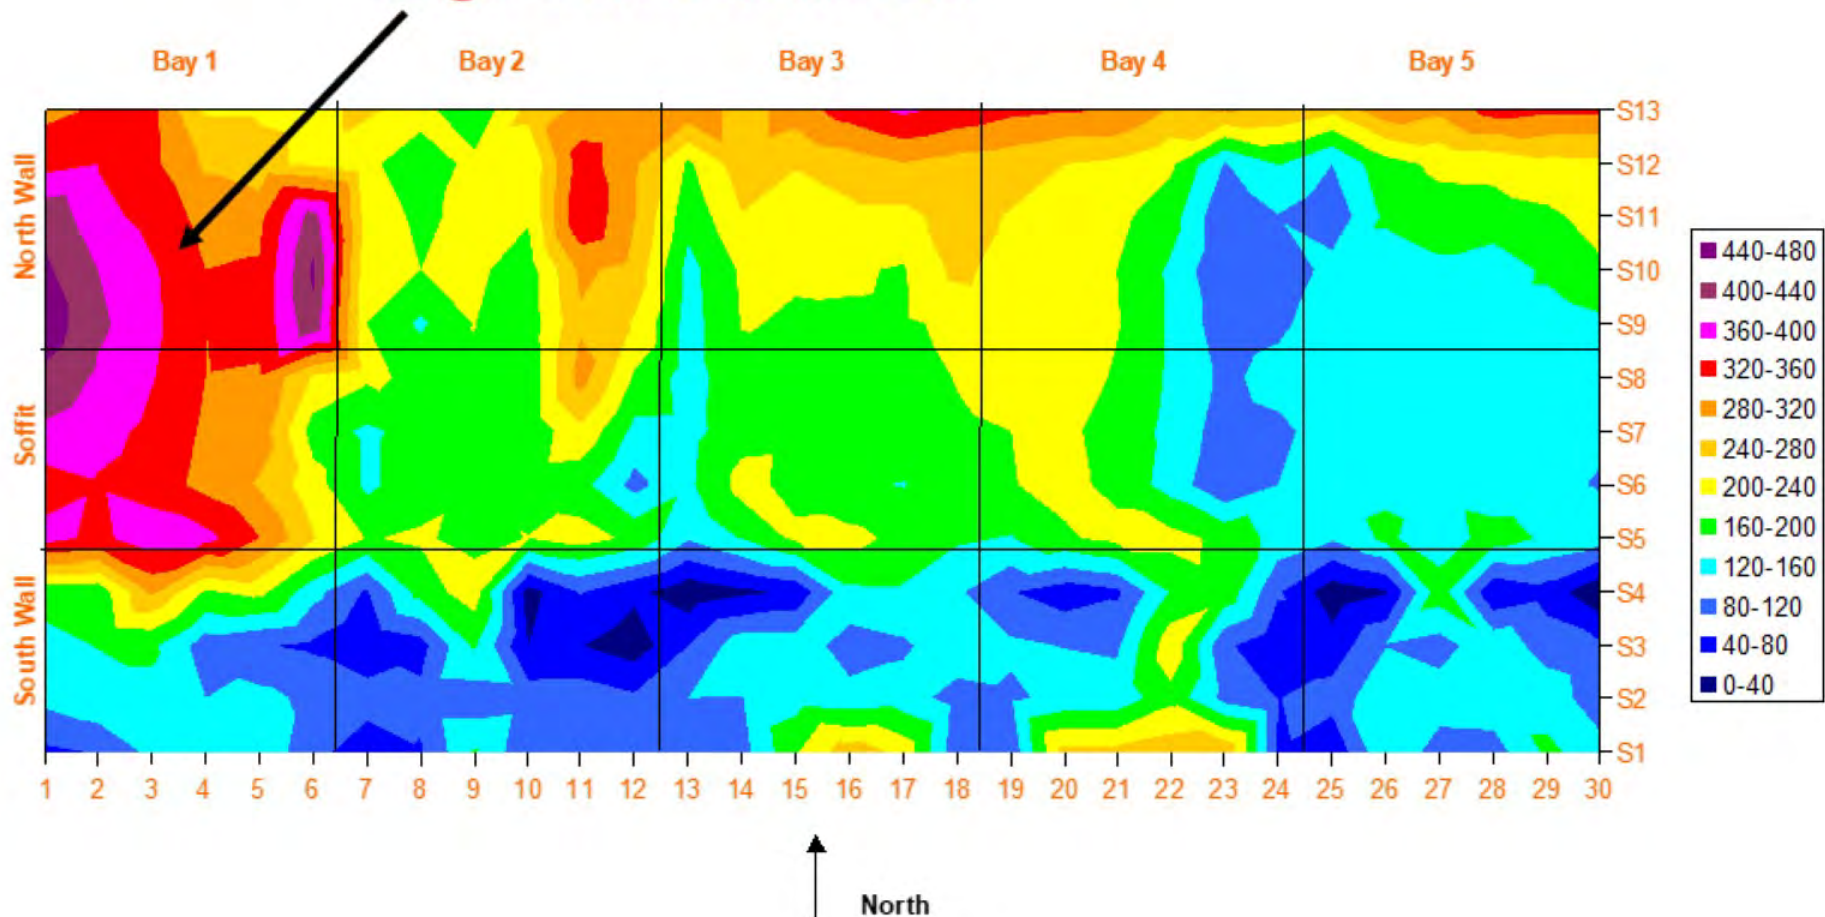 Bay 1 Bay 2 Bay 3 Bay 4 Bay 5
North Wall
Soffit
South Wall
S13
S12
S11
S10
S9
S8
S7
S6
S5
S4
S3
S2
S1
440-480
400-440
360-400
320-360
280-320
240-280
200-240
160-200
120-160
80-120
40-80
0-40
1 2 3 4 5 6 7 8 9 10 11 12 13 14 15 16 17 18 19 20 21 22 23 24 25 26 27 28 29 30
North